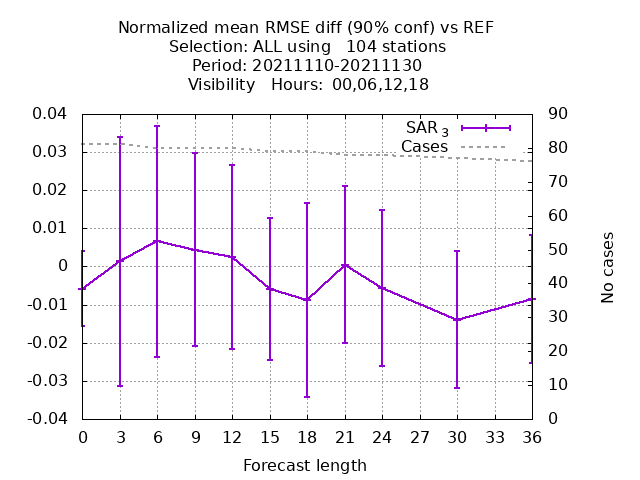 Normalized mean RMSE diff (90% conf) vs REF
Selection: ALL using   104 stations
Period: 20211110-20211130
Visibility   Hours: 00,06,12,18
0.04
0.03
0.02
0.01
0
-0.01
-0.02
-0.03
-0.04
SAR 3
Cases
90
80
70
60
50
40
30
20
10
0
No cases
0 3 6 9 12 15 18 21 24 27 30 33 36
Forecast length